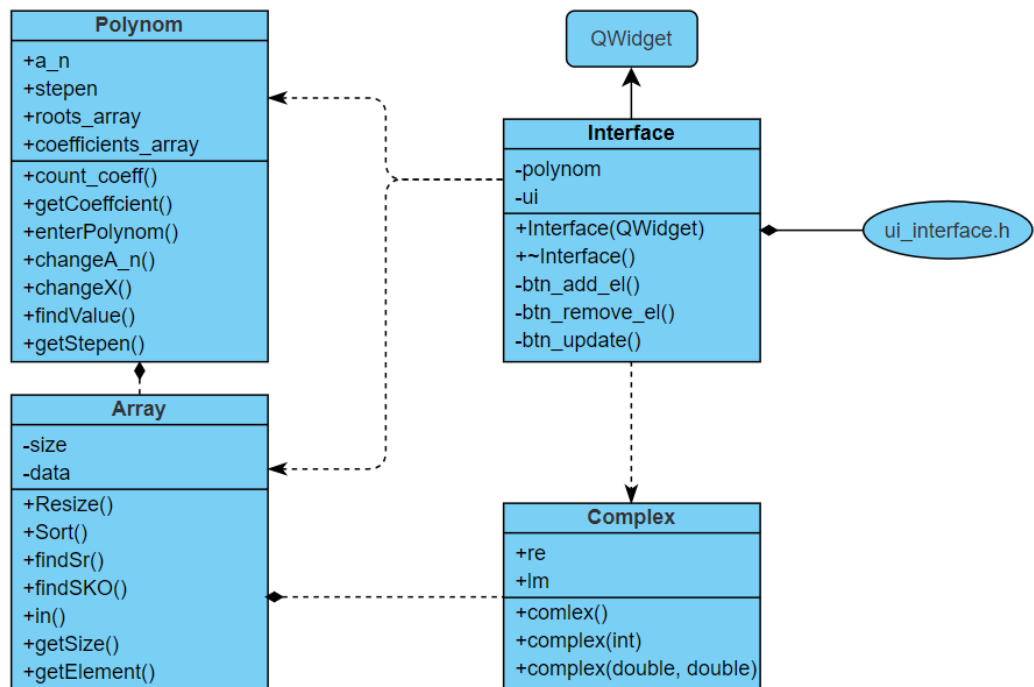 Polynom
+a_n
+stepen
+roots_array
+coefficients_array
+count_coeff()
+getCoeffcient()
+enterPolynom()
+changeA_n()
+changeX()
+findValue()
+getStepen()
QWidget
Interface
-polynom
-ui
+Interface(QWidget)
+~Interface()
-btn_add_el()
-btn_remove_el()
-btn_update()
ui_interface.h
Array
-size
-data
+Resize()
+Sort()
+findSr()
+findSKO()
+in()
+getSize()
+getElement()
Complex
+re
+Im
+comlex()
+complex(int)
+complex(double, double)